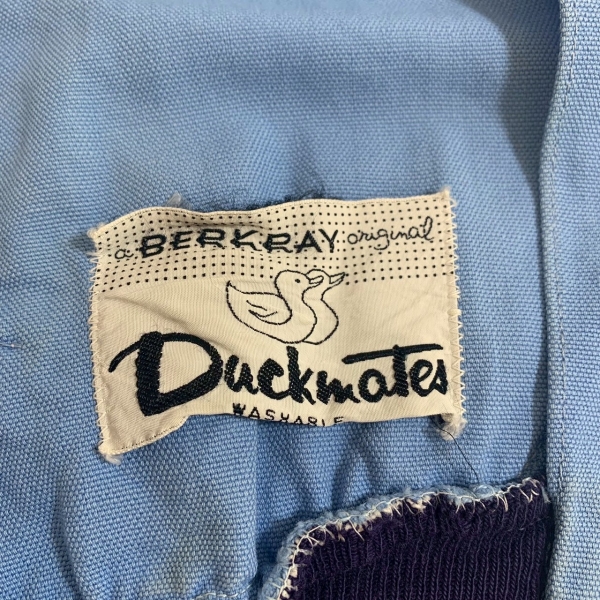 a BERKRAY original
Duckmates
WASHABLE